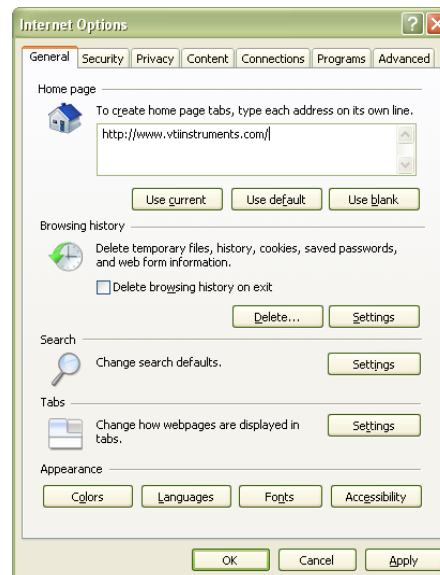 Internet Options
General Security Privacy Content Connections Programs Advanced
Home page
To create home page tabs, type each address on its own line.
http://www.vtiinstruments.com/
Use current Use default Use blank
Browsing history
Delete temporary files, history, cookies, saved passwords,
and web form information.
Delete browsing history on exit
Delete... Settings
Search
Change search defaults. Settings
Tabs
Change how webpages are displayed in
tabs.
Settings
Appearance
Colors Languages Fonts Accessibility
OK Cancel Apply